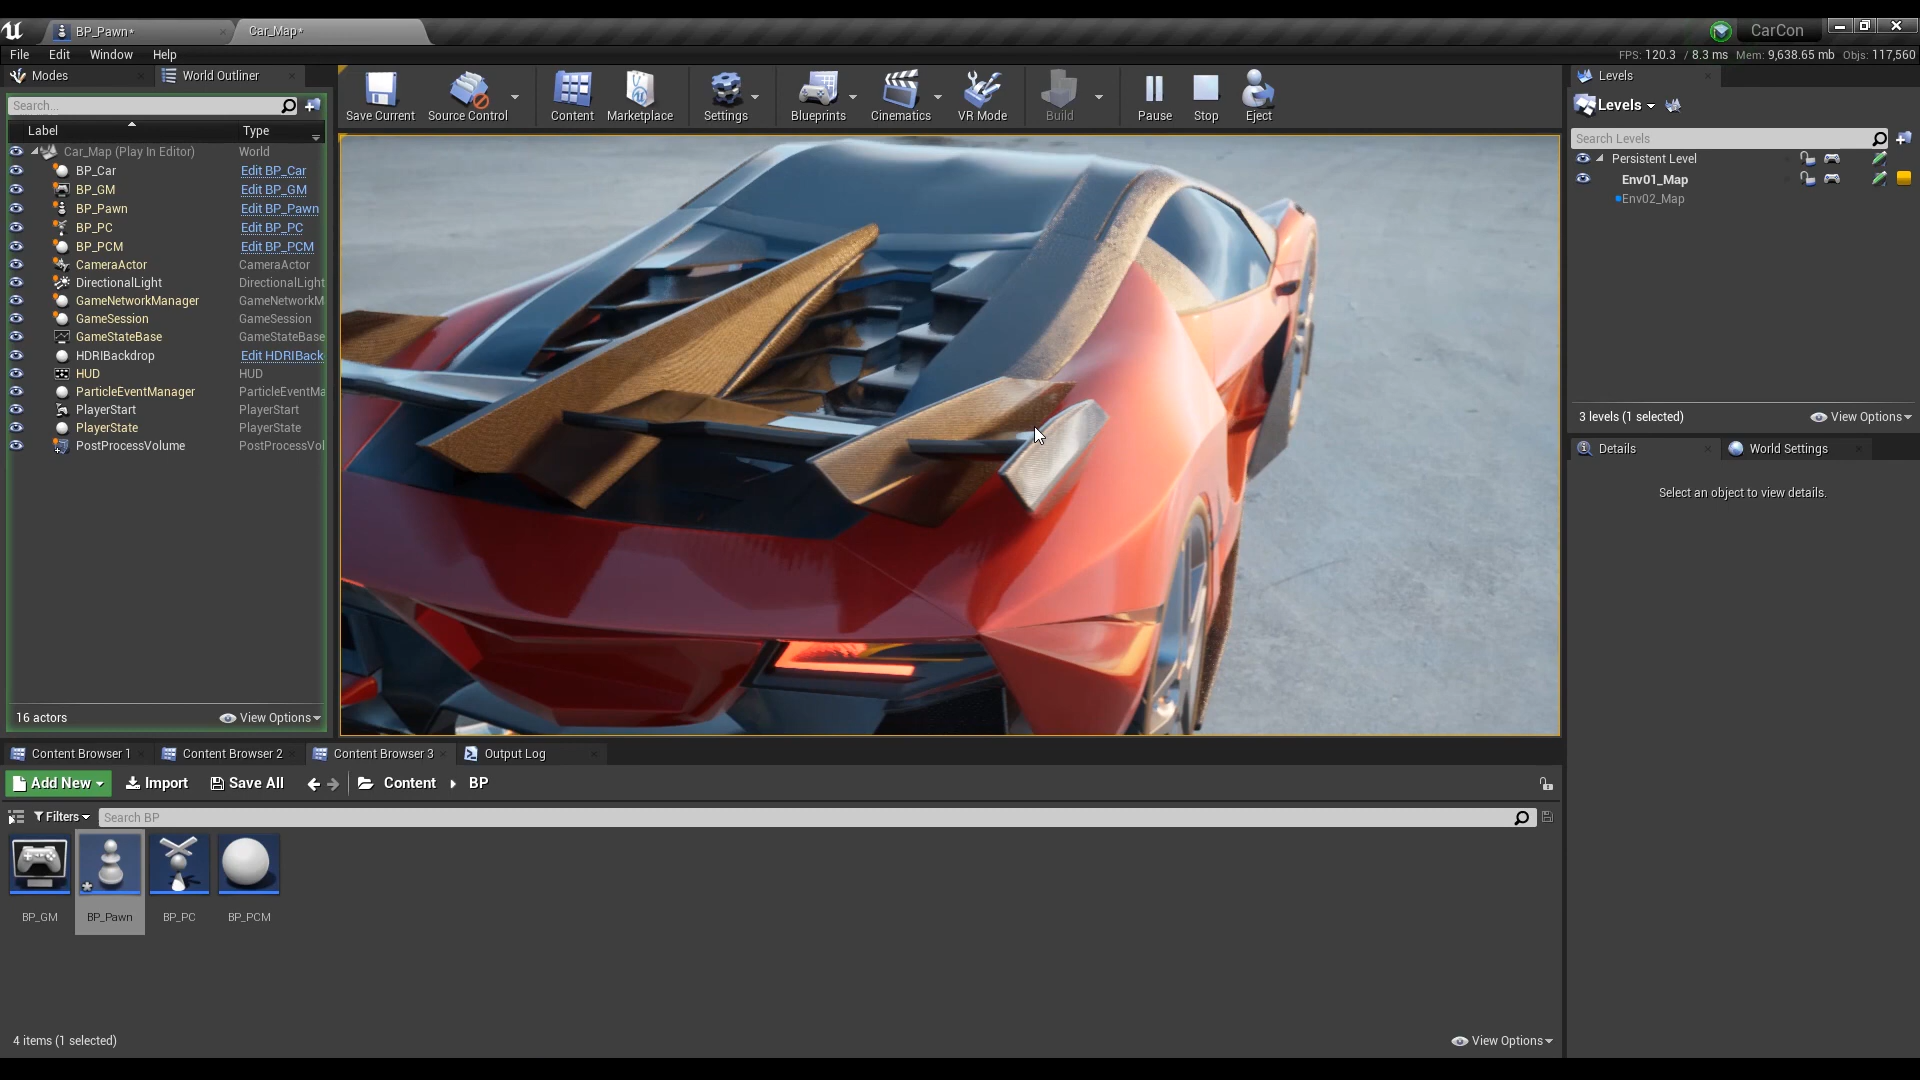 BP_Pawn*
Car_Map*
CarCon
File Edit Window Help
FPS: 120.3 / 8.3 ms Mem: 9,638.65 mb Objs: 117,560
Modes
World Outliner
Search...
Label Type
Car_Map (Play In Editor) World
BP_Car Edit BP_Car
BP_GM Edit BP_GM
BP_Pawn Edit BP_Pawn
BP_PC Edit BP_PC
BP_PCM Edit BP_PCM
CameraActor CameraActor
DirectionalLight DirectionalLight
GameNetworkManager GameNetworkM
GameSession GameSession
GameStateBase GameStateBase
HDRIBackdrop Edit HDRIBack
HUD HUD
ParticleEventManager ParticleEventMa
PlayerStart PlayerStart
PlayerState PlayerState
PostProcessVolume PostProcessVol
16 actors View Options
Save Current Source Control Content Marketplace Settings Blueprints Cinematics VR Mode Build Pause Stop Eject
Levels
Levels
Search Levels
Persistent Level
Env01_Map
Env02_Map
3 levels (1 selected) View Options
Details World Settings
Select an object to view details.
Content Browser 1 Content Browser 2 Content Browser 3 Output Log
Add New Import Save All Content BP
Filters Search BP
BP_GM BP_Pawn BP_PC BP_PCM
4 items (1 selected) View Options